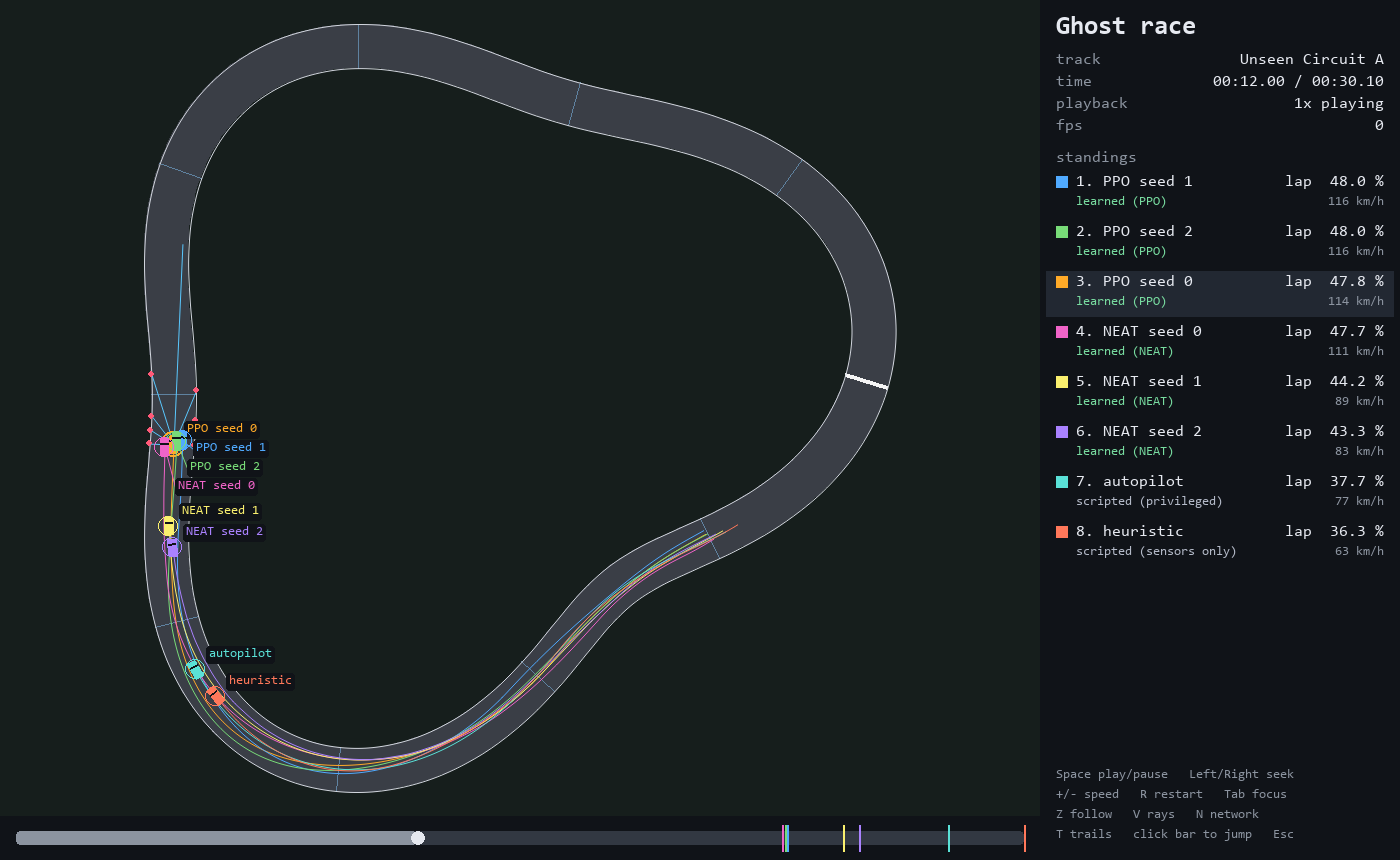 Ghost race
track Unseen Circuit A
time 00:12.00 / 00:30.10
playback 1x playing
fps 0
standings
1. PPO seed 1 lap 48.0 %
learned (PPO) 116 km/h
2. PPO seed 2 lap 48.0 %
learned (PPO) 116 km/h
3. PPO seed 0 lap 47.8 %
learned (PPO) 114 km/h
4. NEAT seed 0 lap 47.7 %
learned (NEAT) 111 km/h
5. NEAT seed 1 lap 44.2 %
learned (NEAT) 89 km/h
6. NEAT seed 2 lap 43.3 %
learned (NEAT) 83 km/h
7. autopilot lap 37.7 %
scripted (privileged) 77 km/h
8. heuristic lap 36.3 %
scripted (sensors only) 63 km/h
PPO seed 0
PPO seed 1
PPO seed 2
NEAT seed 0
NEAT seed 1
NEAT seed 2
autopilot
heuristic
Space play/pause Left/Right seek
+/- speed R restart Tab focus
Z follow V rays N network
T trails click bar to jump Esc